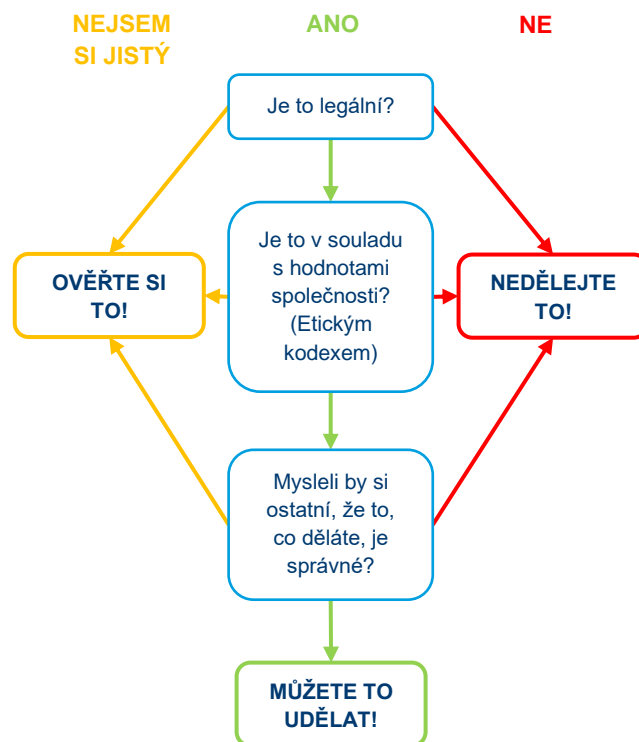 NEJSEM
SI JISTÝ
ANO
NE
Je to legální?
Je to v souladu
s hodnotami
společnosti?
(Etickým
kodexem)
OVĚŘTE SI
TO!
NEDĚLEJTE
TO!
Mysleli by si
ostatní, že to,
co děláte, je
správné?
MŮŽETE TO
UDĚLAT!